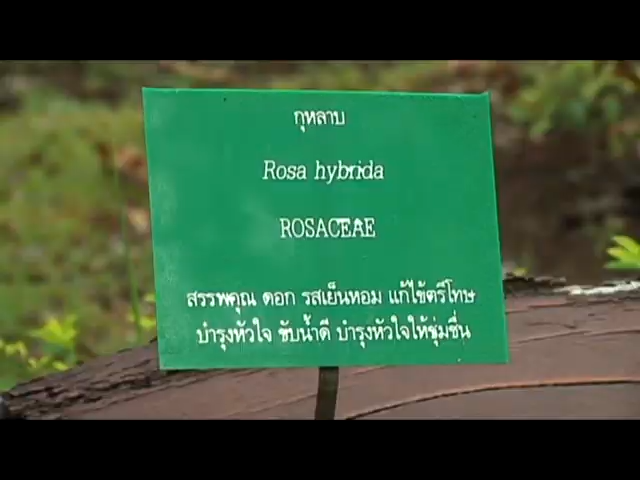 กุหลาบ
Rosa hybrida
ROSACEAE
สรรพคุณ ดอก รสเย็นหอม แก้ไข้ตรีโทษ
บำรุงหัวใจ ขับน้ำดี บำรุงหัวใจให้ชุ่มชื่น